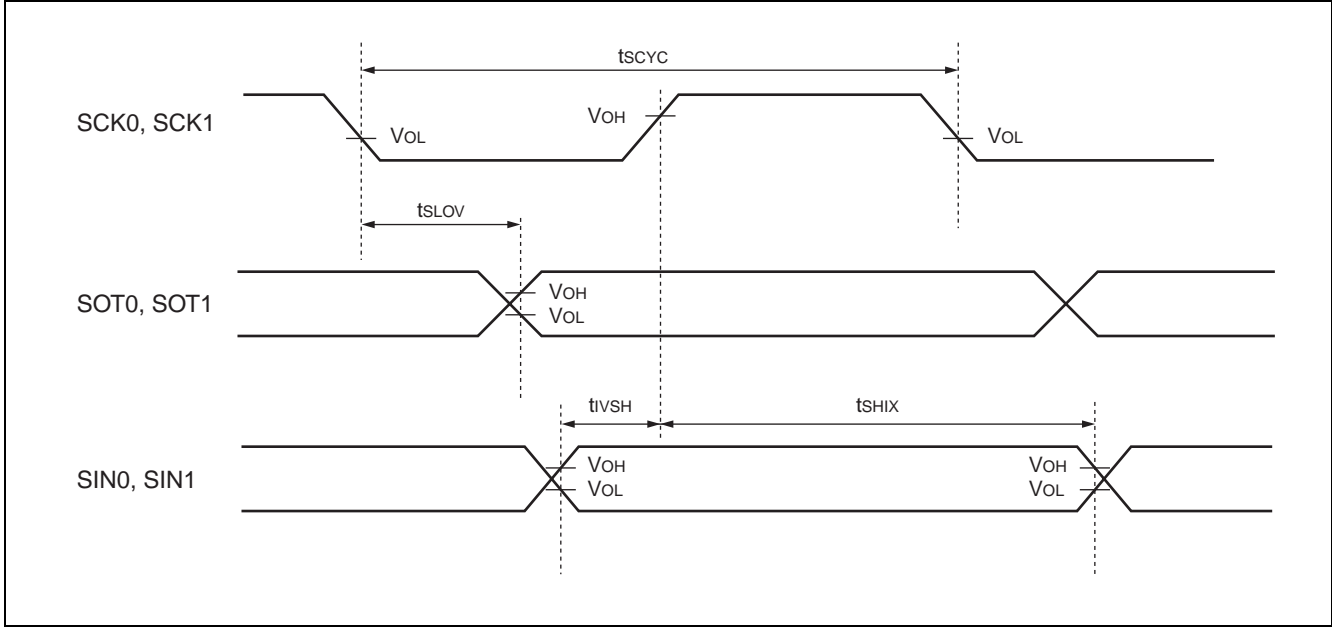 tSCYC
SCK0, SCK1
VOH
VOL
VOL
tSLOV
SOT0, SOT1
VOH
VOL
tIVSH
tSHIX
SIN0, SIN1
VOH
VOH
VOL
VOL